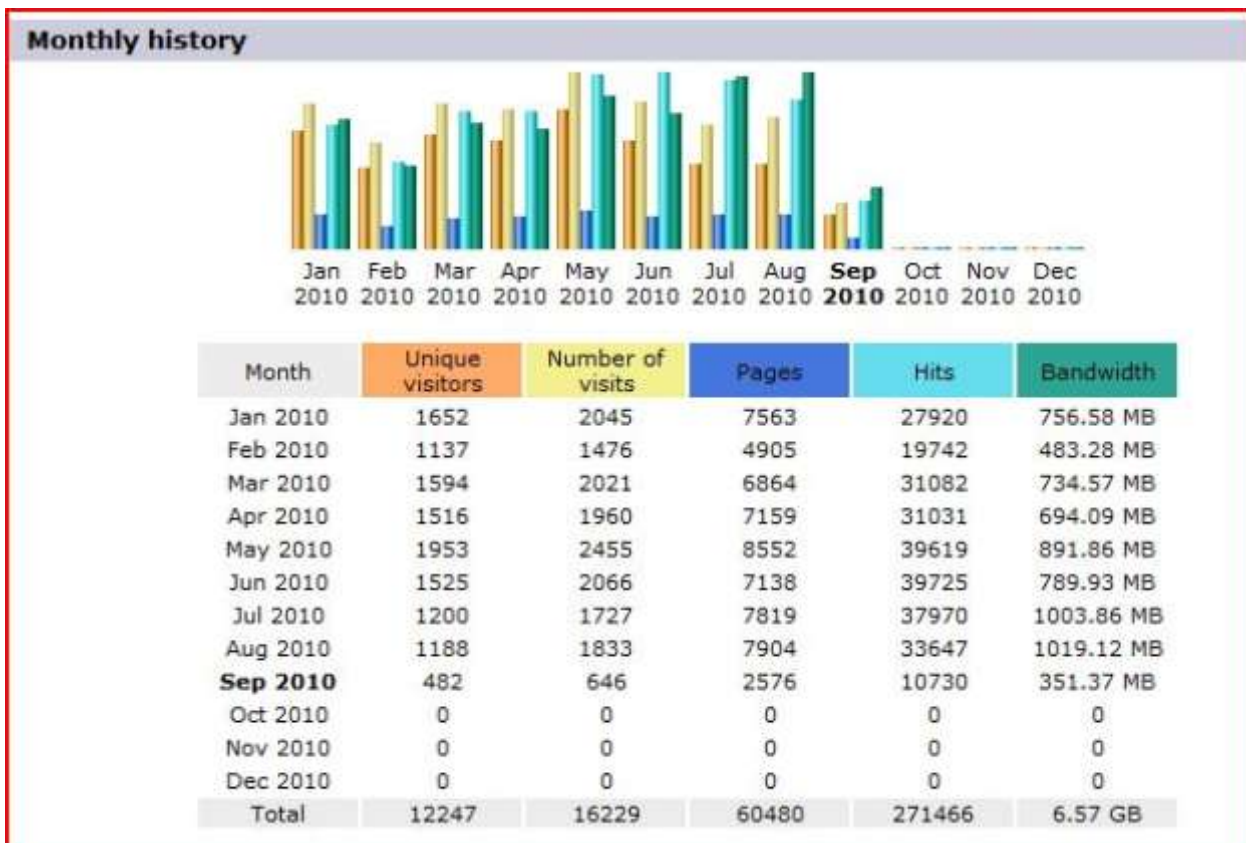 Monthly history
Jan Feb Mar Apr May Jun Jul Aug Sep Oct Nov Dec
2010 2010 2010 2010 2010 2010 2010 2010 2010 2010 2010 2010
Month Unique visitors Number of visits Pages Hits Bandwidth
Jan 2010 1652 2045 7563 27920 756.58 MB
Feb 2010 1137 1476 4905 19742 483.28 MB
Mar 2010 1594 2021 6864 31082 734.57 MB
Apr 2010 1516 1960 7159 31031 694.09 MB
May 2010 1953 2455 8552 39619 891.86 MB
Jun 2010 1525 2066 7138 39725 789.93 MB
Jul 2010 1200 1727 7819 37970 1003.86 MB
Aug 2010 1188 1833 7904 33647 1019.12 MB
Sep 2010 482 646 2576 10730 351.37 MB
Oct 2010 0 0 0 0 0
Nov 2010 0 0 0 0 0
Dec 2010 0 0 0 0 0
Total 12247 16229 60480 271466 6.57 GB